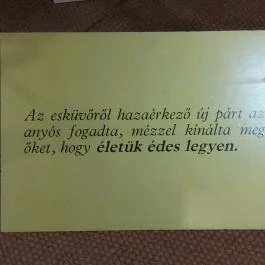 Az esküvőről hazaérkező új párt az
anyós fogadta, mézzel kínálta meg
őket, hogy életük édes legyen.